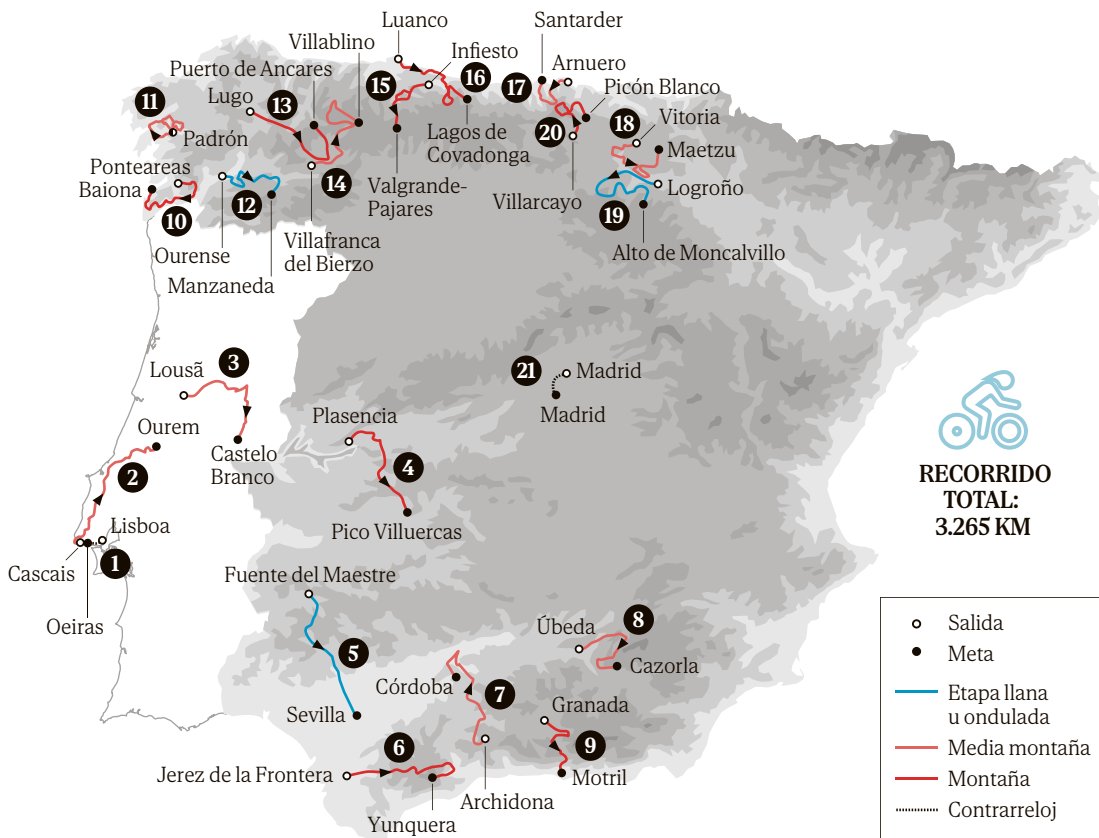 Luanco
Santarder
Villablino
Infiesto
Arnuero
Puerto de Ancares
16
15
17
Picón Blanco
11
Lugo
13
18
Vitoria
Padrón
Lagos de
Covadonga
20
Maetzu
Ponteareas
Baiona
14
Valgrande-
Pajares
Logroño
12
Villarcayo
19
10
Ourense
Villafranca
del Bierzo
Alto de Moncalvillo
Manzaneda
3
21
Madrid
Lousã
Plasencia
Madrid
Ourem
Castelo
Branco
2
4
RECORRIDO
TOTAL:
3.265 KM
Lisboa
Pico Villuercas
1
Cascais
Fuente del Maestre
Oeiras
8
Salida
Úbeda
5
Cazorla
Meta
Córdoba
7
Granada
Etapa llana
u ondulada
Sevilla
6
9
Media montaña
Jerez de la Frontera
Motril
Montaña
Archidona
Contrarreloj
Yunquera